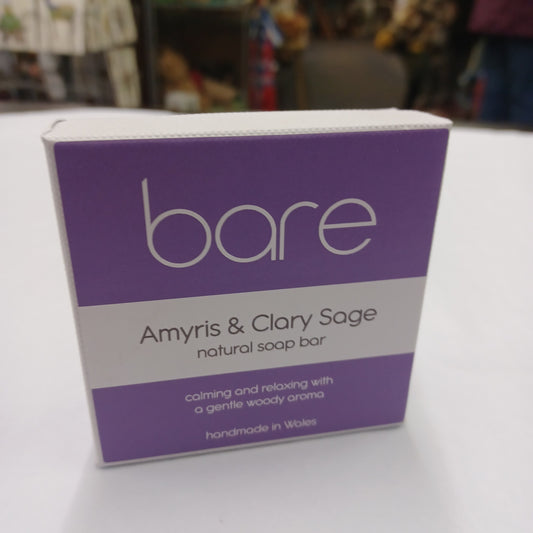 bare
Amyris & Clary Sage
natural soap bar
calming and relaxing with
a gentle woody aroma
handmade in Wales